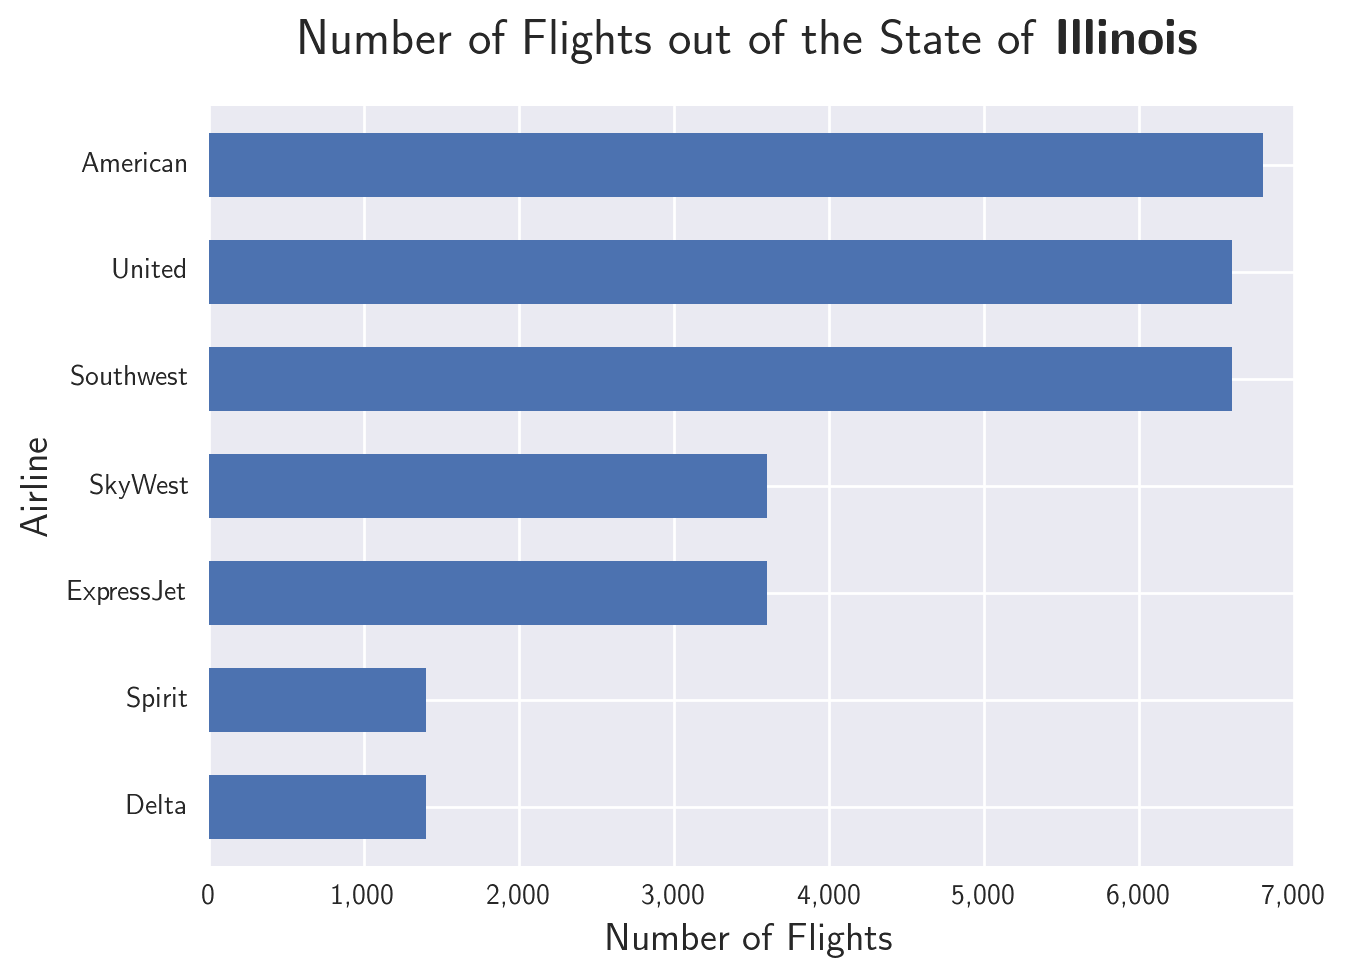 Number of Flights out of the State of Illinois
American
United
Southwest
SkyWest
ExpressJet
Spirit
Delta
Airline
0 1,000 2,000 3,000 4,000 5,000 6,000 7,000
Number of Flights